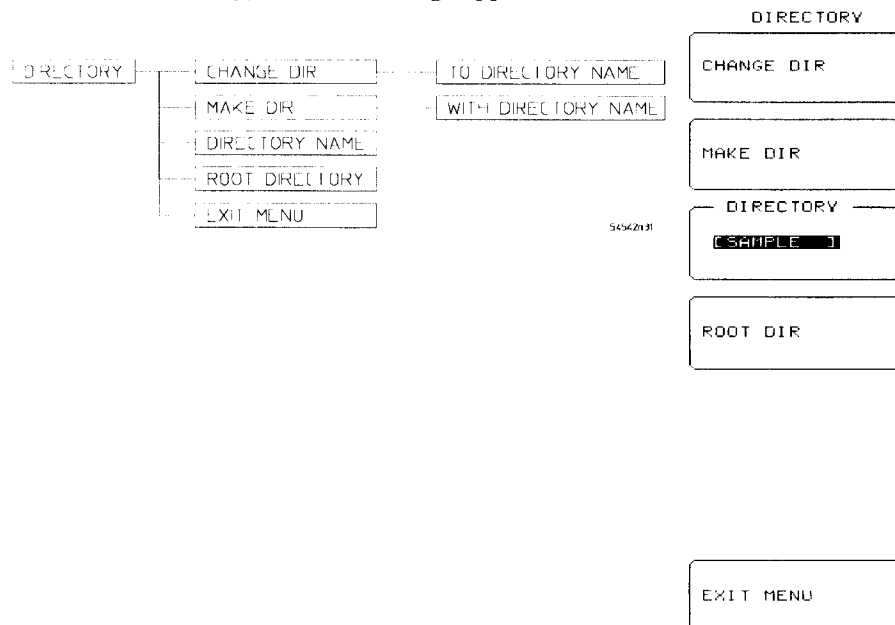 DIRECTORY
CHANGE DIR
TO DIRECTORY NAME
MAKE DIR
WITH DIRECTORY NAME
DIRECTORY NAME
ROOT DIRECTORY
EXIT MENU
54542n31
DIRECTORY
CHANGE DIR
MAKE DIR
DIRECTORY
[SAMPLE ]
ROOT DIR
EXIT MENU